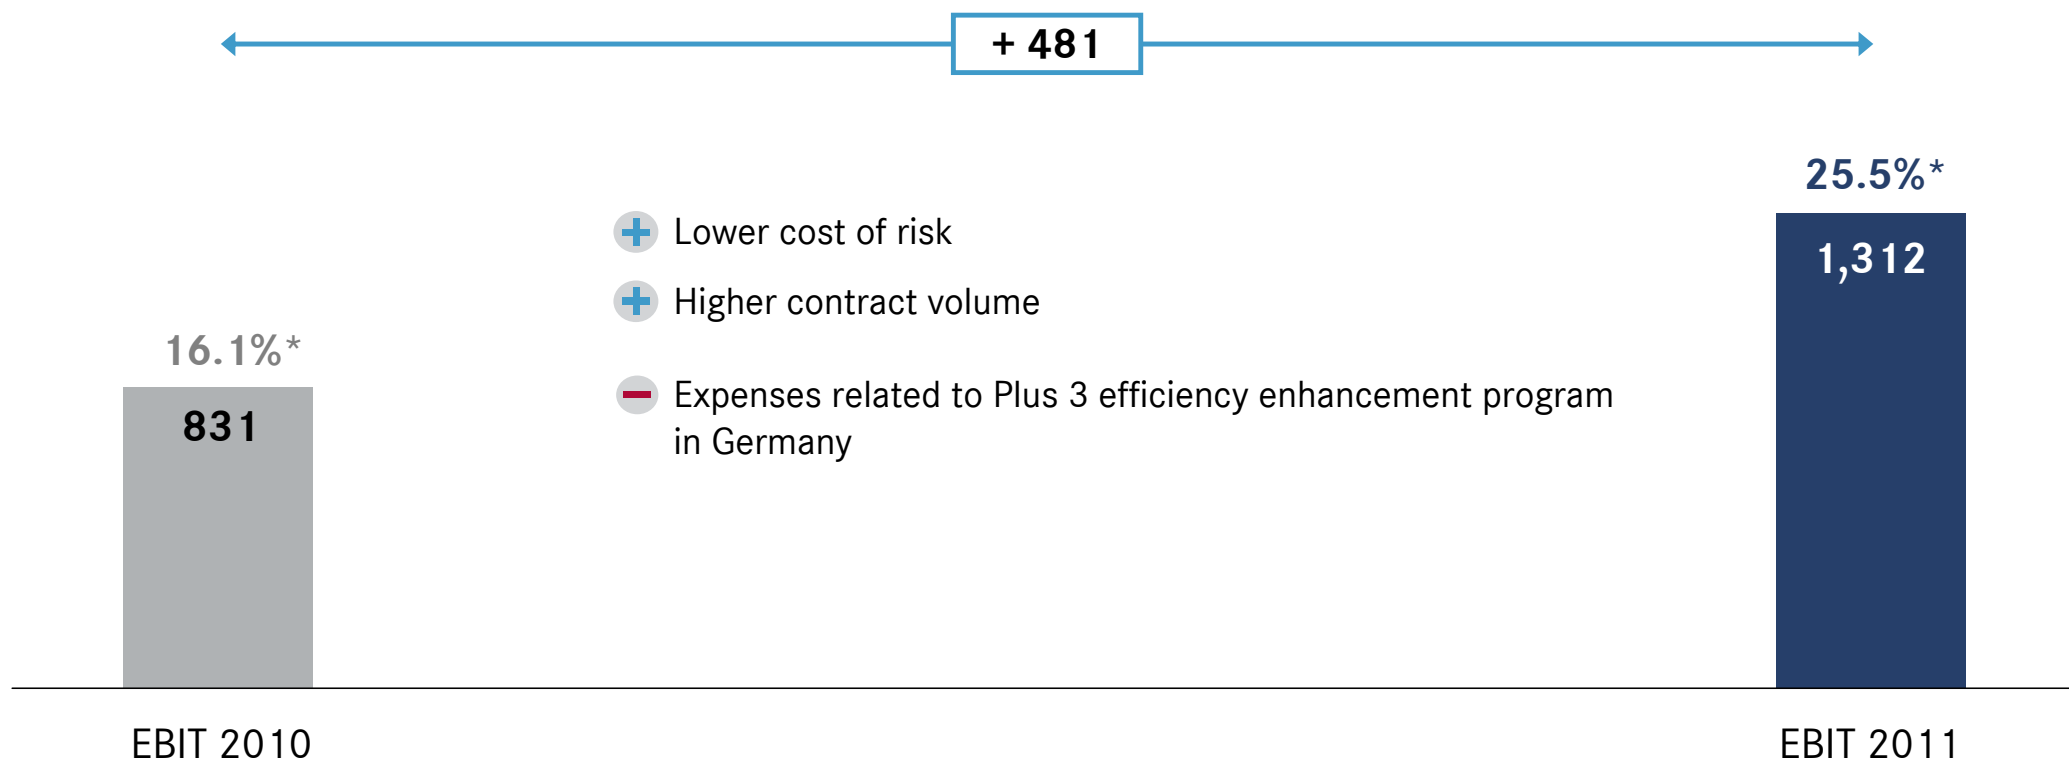 + 481
25.5%*
1,312
Lower cost of risk
Higher contract volume
16.1%*
831
Expenses related to Plus 3 efficiency enhancement program
in Germany
EBIT 2010
EBIT 2011